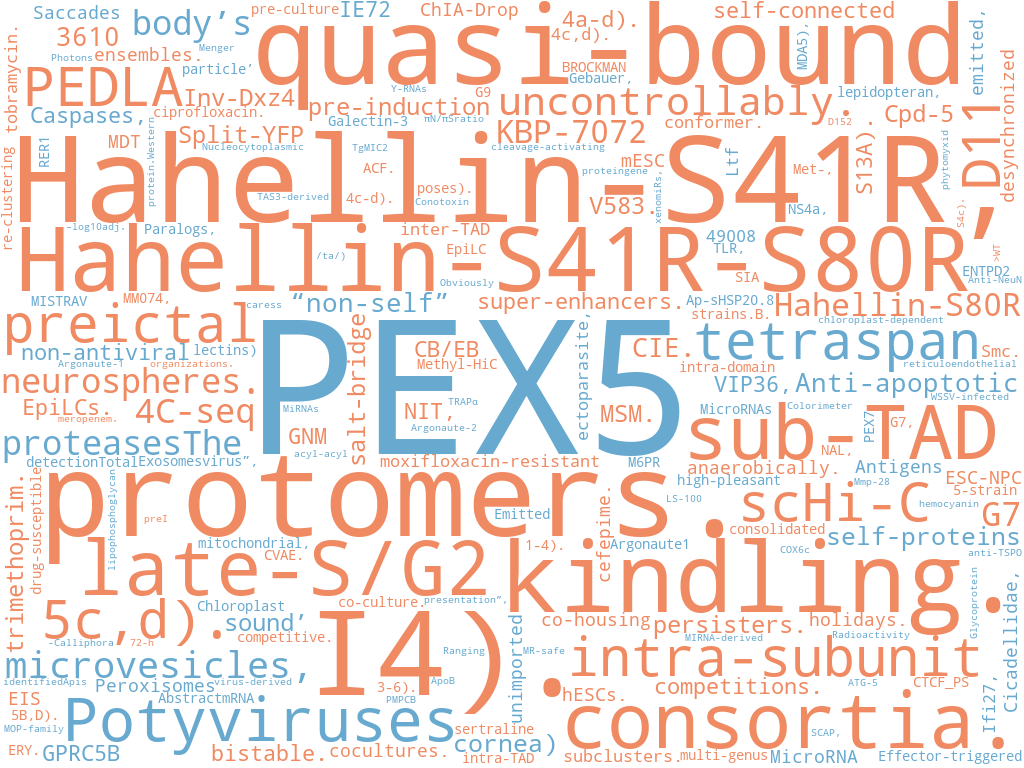 Saccades
body’s
pre-culture
IE72
ChIA-Drop
4a-d).
self-connected
3610
ensembles.
Menger
quasi-bound
4c,d).
MDA5).
emitted,
Photons
particle’
BROCKMAN
Gebauer,
tobramycin.
PEDLA
Inv-Dxz4
Y-RNAs
G9
uncontrollably.
lepidopteran,
Caspases,
ciprofloxacin.
pre-induction
Galectin-3
πN/πSratio
KBP-7072
conformer.
D152
Cpd-5
desynchronized
RER1
MDT
Split-YFP
Nucleocytoplasmic
TgMIC2
cleavage-activating
mESC
Ltf
S13A).
D11
protein.Western
ACF.
proteingene
Met-,
phytomyxid
re-clustering
Hahellin-S41R,
TAS3-derived
4c-d).
poses).
Conotoxin
V583.
xenomiRs,
NS4a,
S4c).
-log10adj.
Paralogs,
inter-TAD
49008
Hahellin-S41R-S80R
/ta/)
EpiLC
TLR,
>WT
Obviously
SIA
ENTPD2
Anti-NeuN
MISTRAV
MMO74,
caress
“non-self”
super-enhancers.
Ap-sHSP20.8
Hahellin-S80R
strains.B.
chloroplast-dependent
preictal
salt-bridge
PEX5
ectoparasite,
tetraspan
non-antiviral
lectins)
CB/EB
CIE.
Smc.
Argonaute-1
organizations.
Methyl-HiC
intra-domain
reticuloendothelial
neurospheres.
VIP36,
Anti-apoptotic
EpiLCs.
4C-seq
MiRNAs
TRAPα
NIT,
MSM.
MicroRNAs
Colorimeter
WSSV-infected
meropenem.
GNM
Argonaute-2
PEX7
G7,
sub-TAD
proteasesThe
acyl-acyl
NAL,
detectionTotal
Exosomesvirus”,
moxifloxacin-resistant
M6PR
anaerobically.
Antigens
drug-susceptible
lipophosphoglycan
high-pleasant
Mmp-28
ESC-NPC
5-strain
trimethoprim.
protomers.
LS-100
scHi-C
hemocyanin
preI
Emitted
cefepime.
consolidated
G7
mitochondrial,
CVAE.
1-4).
Argonaute1
COX6c
self-proteins
anti-TSPO
late-S/G2
kindling.
5c,d).
Chloroplast
co-culture.
presentation”,
Glycoprotein
Cicadellidae,
sound’
co-housing
persisters.
holidays.
-Calliphora
72-h
competitive.
I4).
unimported
MIRNA-derived
Radioactivity
microvesicles,
Ranging
MR-safe
intra-subunit
identifiedApis
Peroxisomes
virus-derived
3-6).
ApoB
hESCs.
competitions.
ATG-5
CTCF_PS
EIS
AbstractmRNA
PMPCB
Ifi27,
5B,D).
Potyviruses
consortia.
MOP-family
sertraline
SCAP,
ERY.
GPRC5B
bistable.
cocultures.
cornea)
intra-TAD
subclusters.
multi-genus
MicroRNA
Effector-triggered